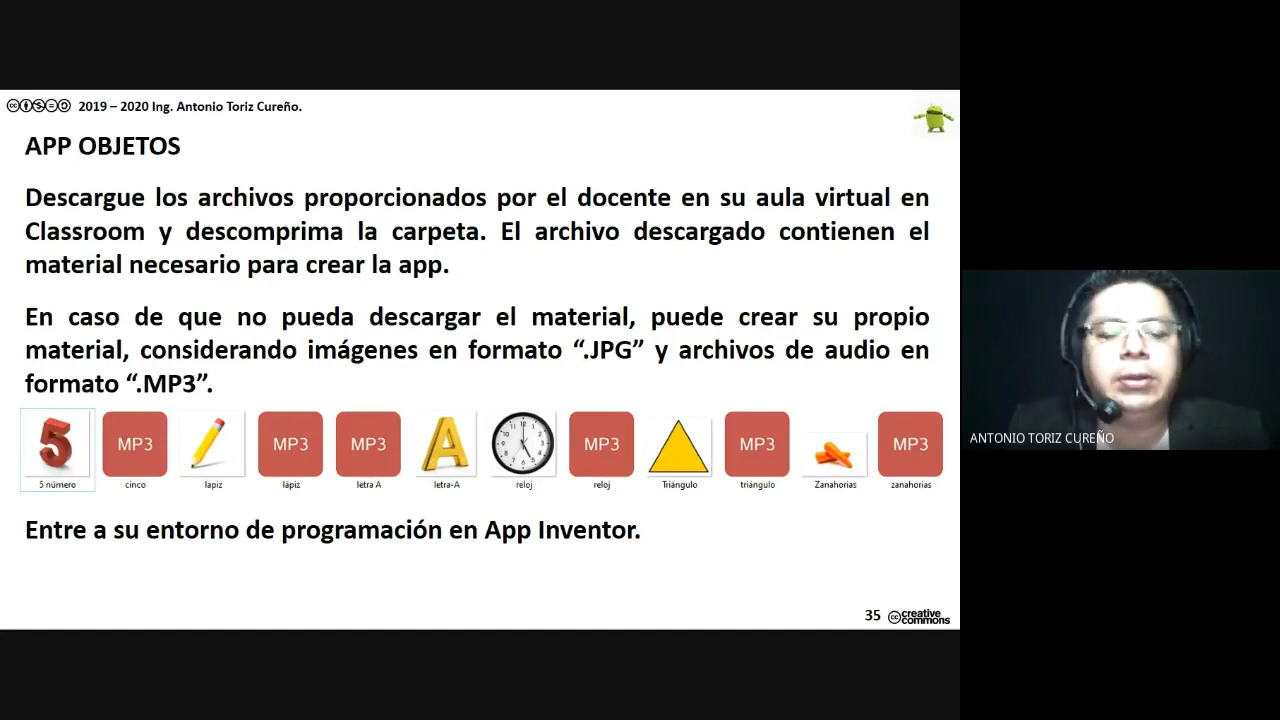 2019 – 2020 Ing. Antonio Toriz Cureño.
APP OBJETOS
Descargue los archivos proporcionados por el docente en su aula virtual en
Classroom y descomprima la carpeta. El archivo descargado contienen el
material necesario para crear la app.
En caso de que no pueda descargar el material, puede crear su propio
material, considerando imágenes en formato “.JPG” y archivos de audio en
formato “.MP3”.
5 MP3 MP3 MP3 A MP3 MP3 MP3
5 número cinco lapiz lápiz letra A letra-A reloj reloj Triángulo triángulo Zanahorias zanahorias
Entre a su entorno de programación en App Inventor.
35 cc creative
commons
ANTONIO TORIZ CUREÑO